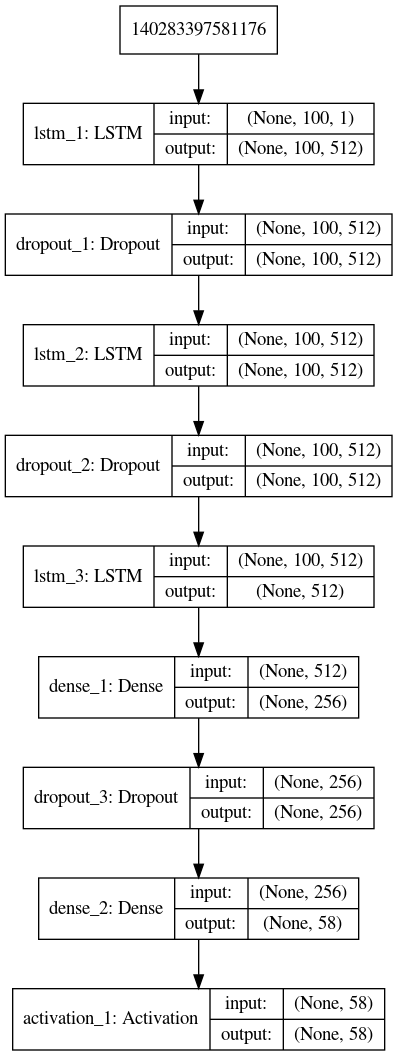 140283397581176
lstm_1: LSTM
input: (None, 100, 1)
output: (None, 100, 512)
dropout_1: Dropout
input: (None, 100, 512)
output: (None, 100, 512)
lstm_2: LSTM
input: (None, 100, 512)
output: (None, 100, 512)
dropout_2: Dropout
input: (None, 100, 512)
output: (None, 100, 512)
lstm_3: LSTM
input: (None, 100, 512)
output: (None, 512)
dense_1: Dense
input: (None, 512)
output: (None, 256)
dropout_3: Dropout
input: (None, 256)
output: (None, 256)
dense_2: Dense
input: (None, 256)
output: (None, 58)
activation_1: Activation
input: (None, 58)
output: (None, 58)